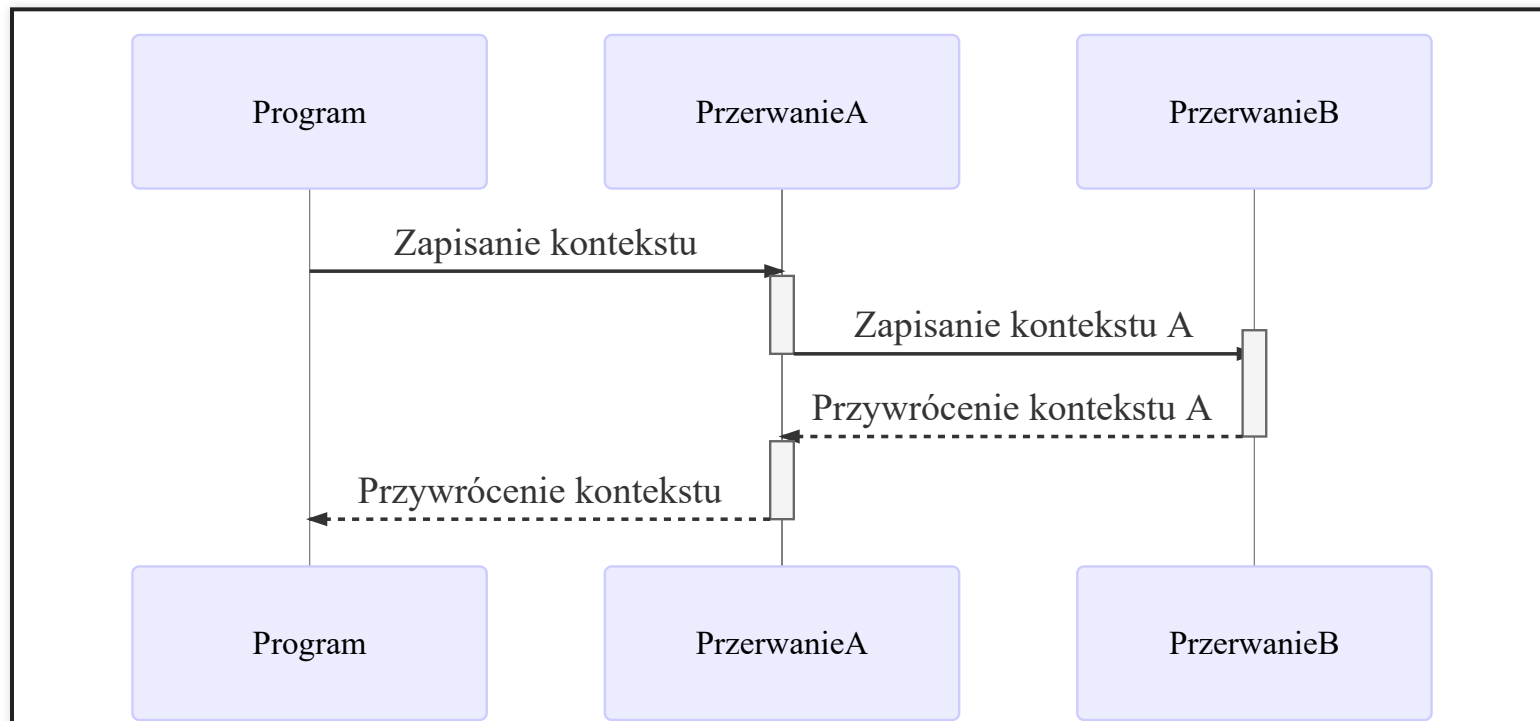 Program
PrzerwanieA
PrzerwanieB
Zapisanie kontekstu
Zapisanie kontekstu A
Przywrócenie kontekstu A
Przywrócenie kontekstu
Program
PrzerwanieA
PrzerwanieB